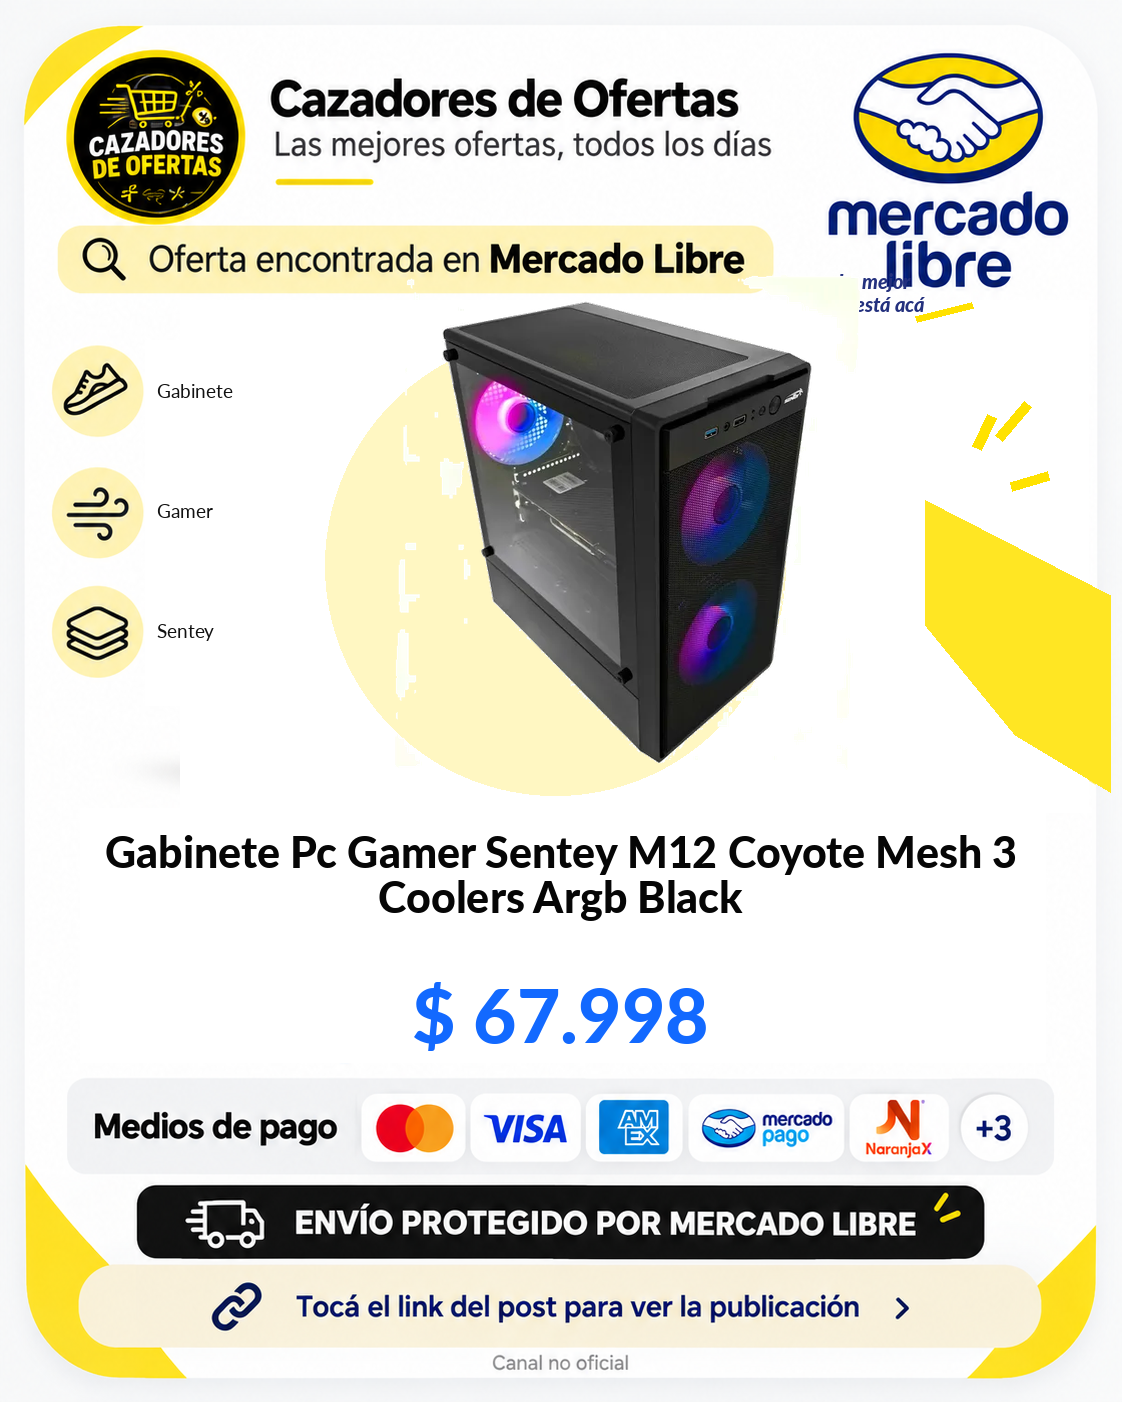 CAZADORES
DE OFERTAS
Cazadores de Ofertas
Las mejores ofertas, todos los días
mercado
libre
Oferta encontrada en Mercado Libre
mejor
está acá
Gabinete
Gamer
Sentey
Gabinete Pc Gamer Sentey M12 Coyote Mesh 3
Coolers Argb Black
$ 67.998
Medios de pago
VISA
AM
EX
mercado
pago
NaranjaX
+3
ENVÍO PROTEGIDO POR MERCADO LIBRE
Tocá el link del post para ver la publicación
Canal no oficial